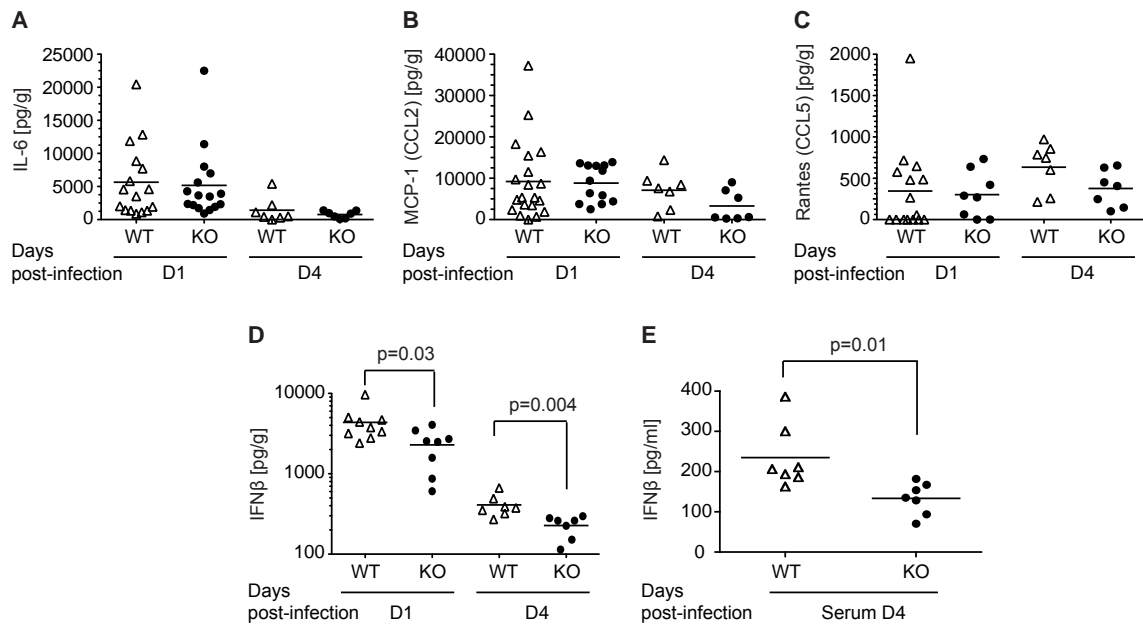 A
IL-6 [pg/g]
25000
20000
15000
10000
5000
0
WT KO WT KO
Days
post-infection
D1 D4
B
MCP-1 (CCL2) [pg/g]
40000
30000
20000
10000
0
WT KO WT KO
Days
post-infection
D1 D4
C
Rantes (CCL5) [pg/g]
2000
1500
1000
500
0
WT KO WT KO
Days
post-infection
D1 D4
D
p=0.03
p=0.004
IFNβ [pg/g]
10000
1000
100
WT KO WT KO
Days
post-infection
D1 D4
E
p=0.01
IFNβ [pg/ml]
400
300
200
100
0
WT KO
Days
post-infection
Serum D4